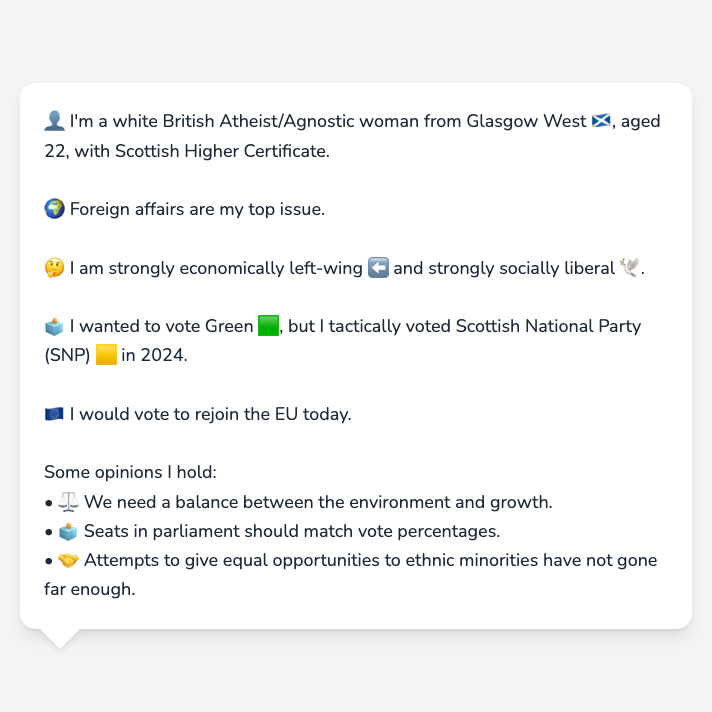 👤 I'm a white British Atheist/Agnostic woman from Glasgow West 🏴󠁧󠁢󠁳󠁣󠁴󠁿, aged
22, with Scottish Higher Certificate.
🌍 Foreign affairs are my top issue.
🤔 I am strongly economically left-wing ⬅️ and strongly socially liberal 🕊️.
🗳️ I wanted to vote Green 🟩, but I tactically voted Scottish National Party
(SNP) 🟨 in 2024.
🇪🇺 I would vote to rejoin the EU today.
Some opinions I hold:
• ⚖️ We need a balance between the environment and growth.
• 🗳️ Seats in parliament should match vote percentages.
• 🤝 Attempts to give equal opportunities to ethnic minorities have not gone
far enough.